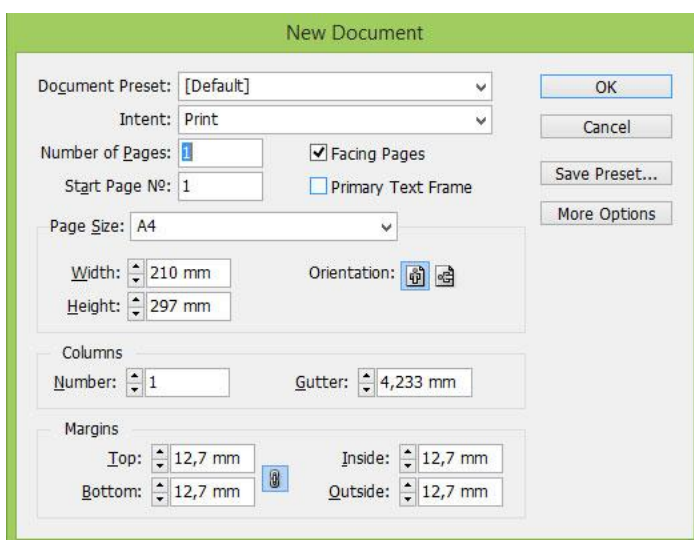 New Document
Document Preset: [Default]
OK
Intent: Print
Cancel
Number of Pages: 1
Facing Pages
Save Preset...
Start Page Nº: 1
Primary Text Frame
More Options
Page Size: A4
Width: 210 mm
Orientation:
Height: 297 mm
Columns
Number: 1
Gutter: 4,233 mm
Margins
Top: 12,7 mm
Inside: 12,7 mm
Bottom: 12,7 mm
Outside: 12,7 mm